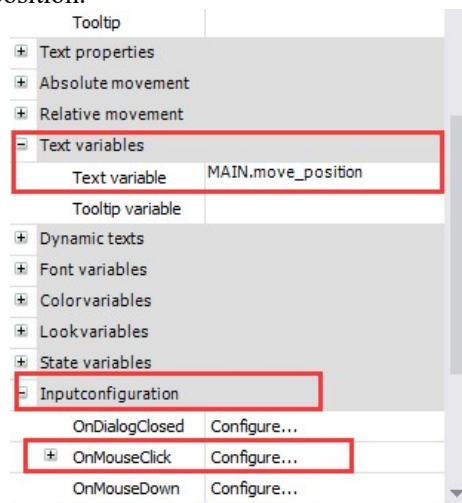 position.
Tooltip
Text properties
Absolute movement
Relative movement
Text variables
Text variable MAIN.move_position
Tooltip variable
Dynamic texts
Font variables
Colorvariables
Lookvariables
State variables
Inputconfiguration
OnDialogClosed Configure...
OnMouseClick Configure...
OnMouseDown Configure...